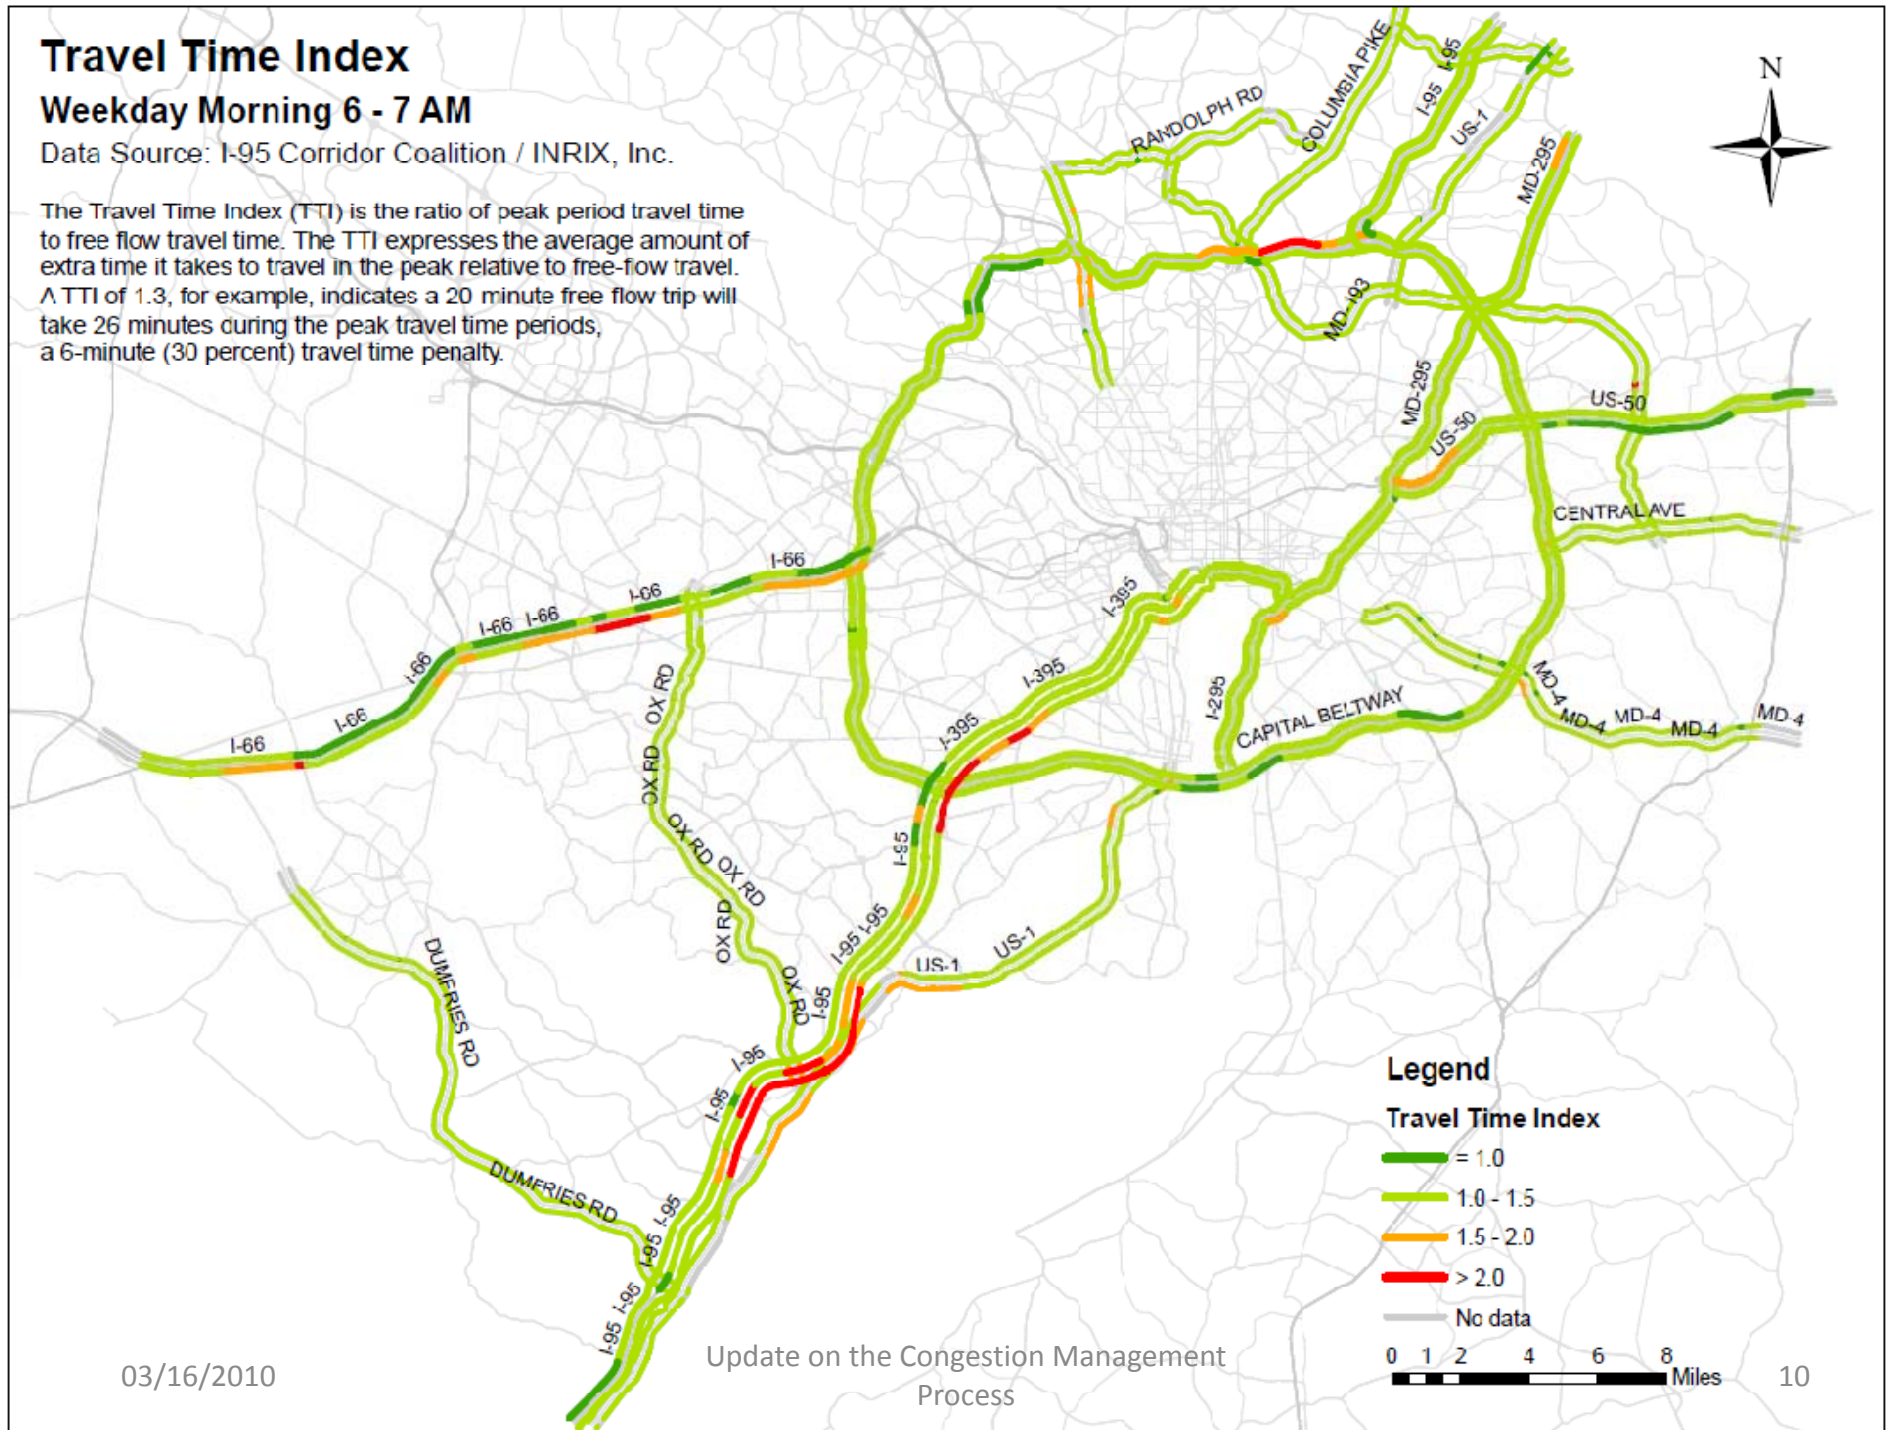 Travel Time Index
Weekday Morning 6 - 7 AM
Data Source: I-95 Corridor Coalition / INRIX, Inc.
The Travel Time Index (TTI) is the ratio of peak period travel time
to free flow travel time. The TTI expresses the average amount of
extra time it takes to travel in the peak relative to free-flow travel.
A TTI of 1.3, for example, indicates a 20 minute free flow trip will
take 26 minutes during the peak travel time periods,
a 6-minute (30 percent) travel time penalty.
N
COLUMBIA PIKE
I-95
I-95
RANDOLPH RD
US-1
MD-295
MD-193
MD-295
US-50
US-50
CENTRAL AVE
I-66
I-66
I-66
I-66
I-66
I-66
I-66
I-395
I-395
I-395
I-295
CAPITAL BELTWAY
MD-4
MD-4
MD-4
MD-4
MD-4
OX RD
OX RD
OX RD
OX RD
OX RD
OX RD
I-95
I-95
I-95
I-95
US-1
US-1
DUMFRIES RD
I-95
I-95
DUMFRIES RD
I-95
I-95
I-95
I-95
Legend
Travel Time Index
= 1.0
1.0 - 1.5
1.5 - 2.0
> 2.0
No data
0 1 2 4 6 8
Miles
03/16/2010
Update on the Congestion Management
Process
10